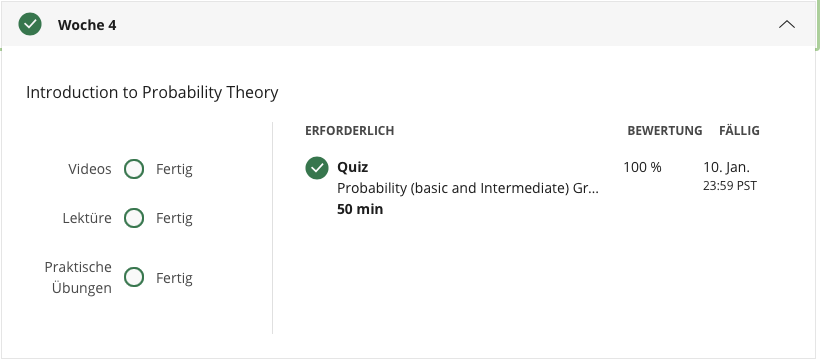 Woche 4
Introduction to Probability Theory
Videos Fertig
Lektüre Fertig
Praktische
Übungen Fertig
ERFORDERLICH BEWERTUNG FÄLLIG
Quiz 100 % 10. Jan.
Probability (basic and Intermediate) Gr... 23:59 PST
50 min